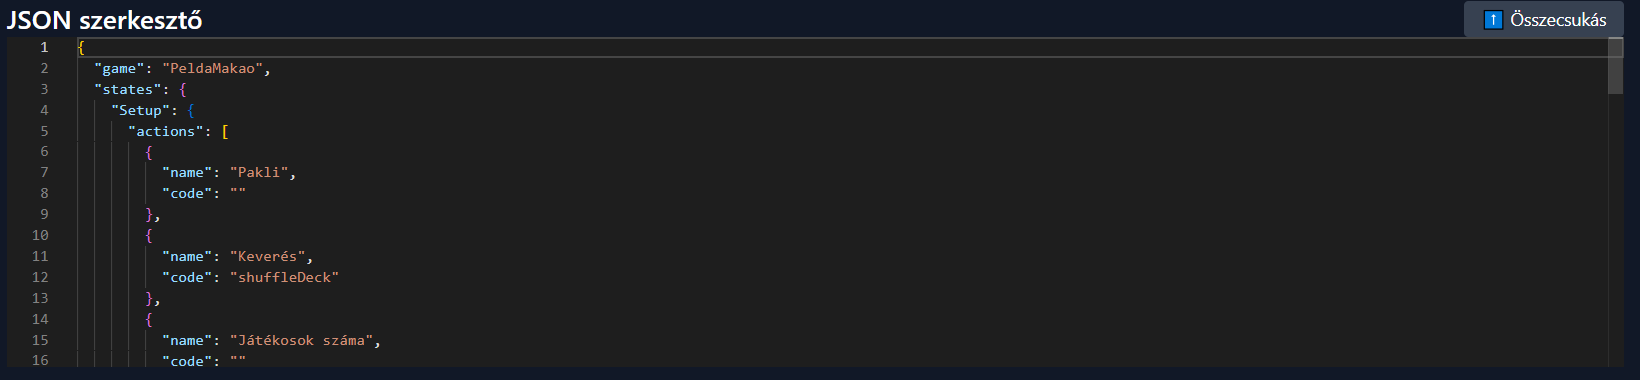 JSON szerkesztő
↑ Összecsukás
1 {
2 "game": "PeldaMakao",
3 "states": {
4 "Setup": {
5 "actions": [
6 {
7 "name": "Pakli",
8 "code": ""
9 },
10 {
11 "name": "Keverés",
12 "code": "shuffleDeck"
13 },
14 {
15 "name": "Játékosok száma",
16 "code": ""